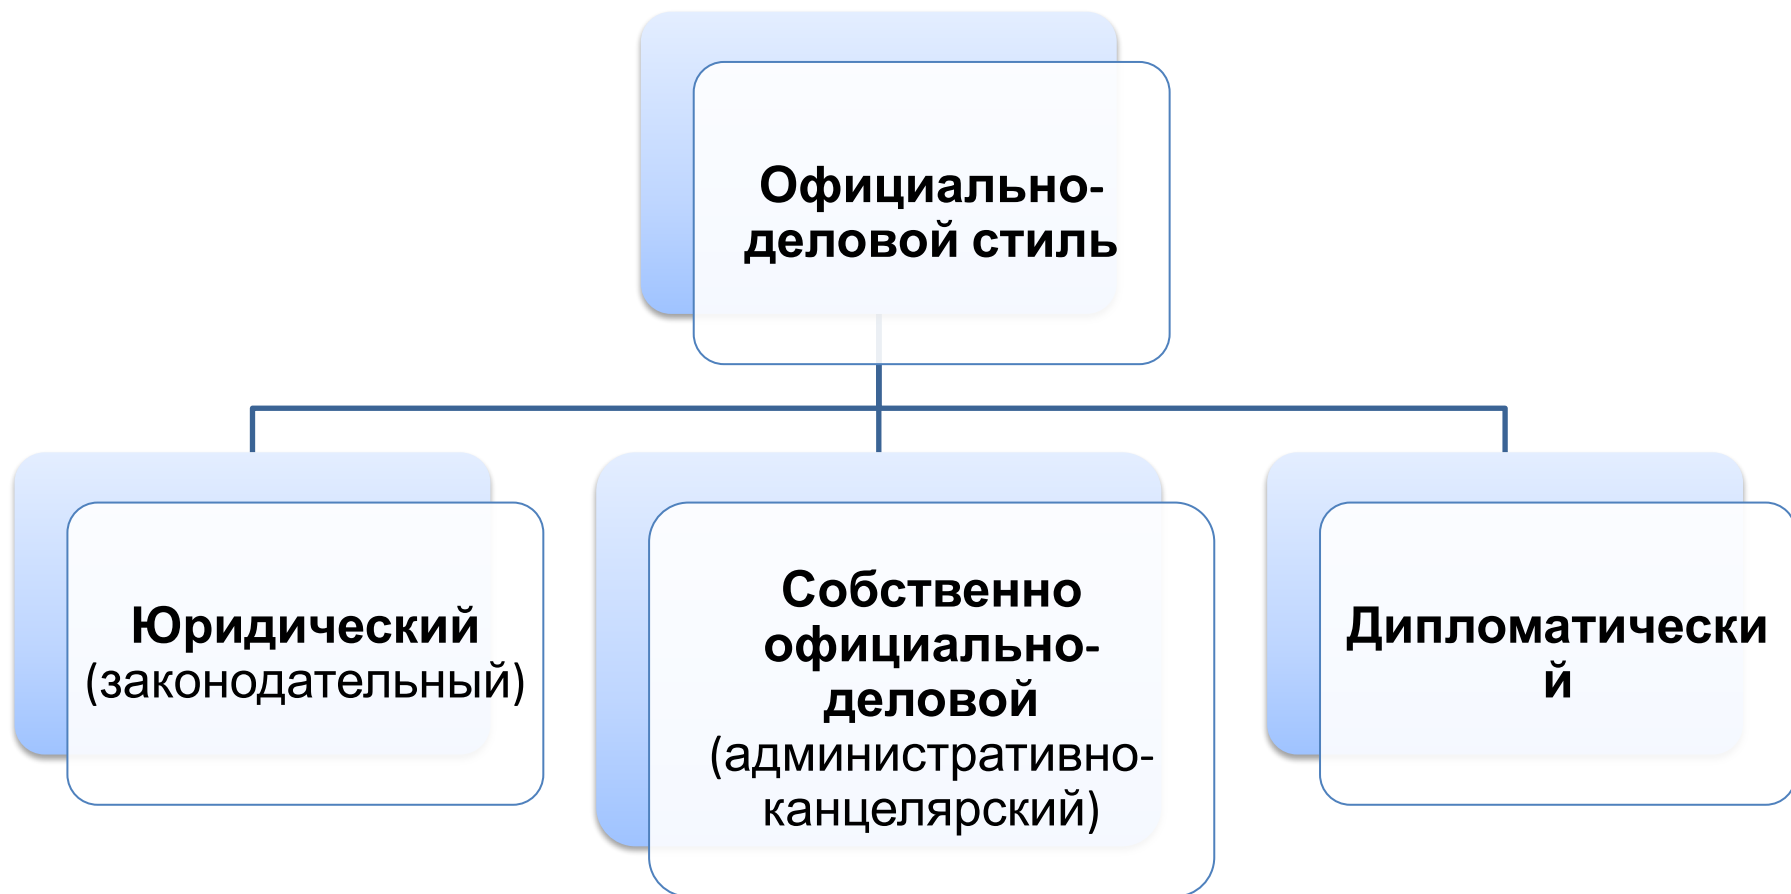 Официально-
деловой стиль
Юридический
(законодательный)
Собственно
официально-
деловой
(административно-
канцелярский)
Дипломатически
й